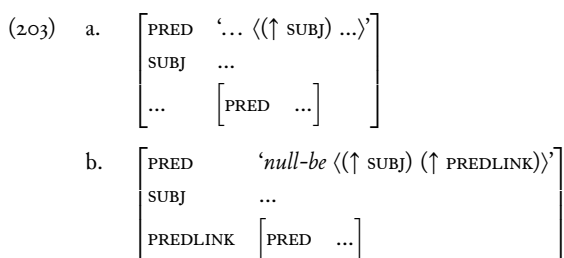 (203) a. [PRED ‘… ⟨(↑ SUBJ) ...⟩’]
SUBJ ...
... [PRED ...]
b. [PRED ‘null-be ⟨(↑ SUBJ) (↑ PREDLINK)⟩’]
SUBJ ...
PREDLINK [PRED ...]